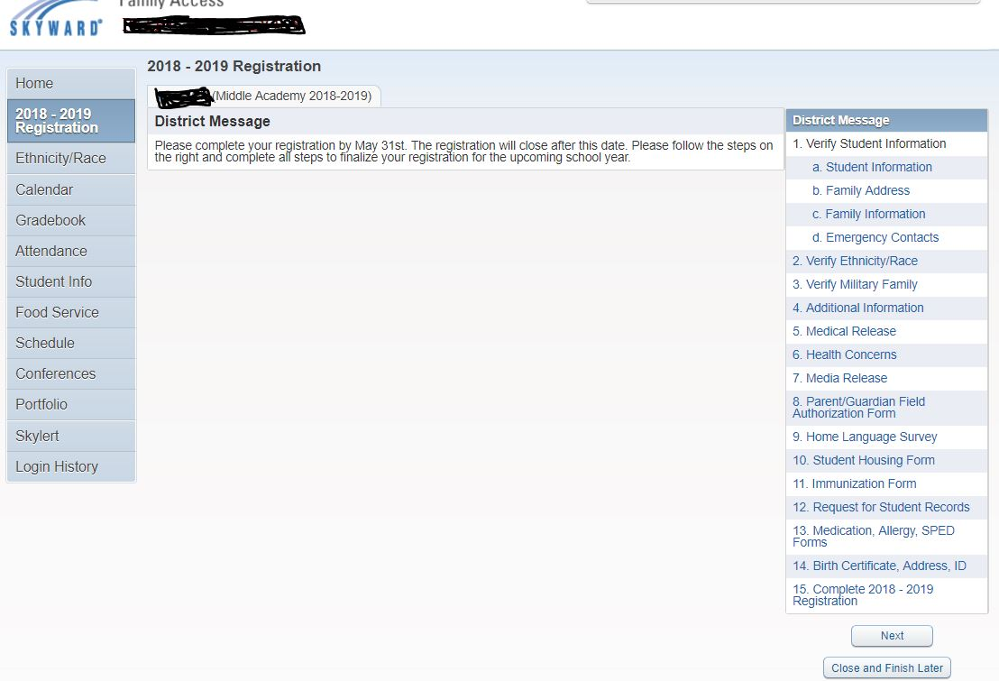 Family Access
SKYWARD®
2018 - 2019 Registration
Home
2018 - 2019
Registration
Ethnicity/Race
Calendar
Gradebook
Attendance
Student Info
Food Service
Schedule
Conferences
Portfolio
Skylert
Login History
(Middle Academy 2018-2019)
District Message
Please complete your registration by May 31st. The registration will close after this date. Please follow the steps on
the right and complete all steps to finalize your registration for the upcoming school year.
District Message
1. Verify Student Information
a. Student Information
b. Family Address
c. Family Information
d. Emergency Contacts
2. Verify Ethnicity/Race
3. Verify Military Family
4. Additional Information
5. Medical Release
6. Health Concerns
7. Media Release
8. Parent/Guardian Field
Authorization Form
9. Home Language Survey
10. Student Housing Form
11. Immunization Form
12. Request for Student Records
13. Medication, Allergy, SPED
Forms
14. Birth Certificate, Address, ID
15. Complete 2018 - 2019
Registration
Next
Close and Finish Later